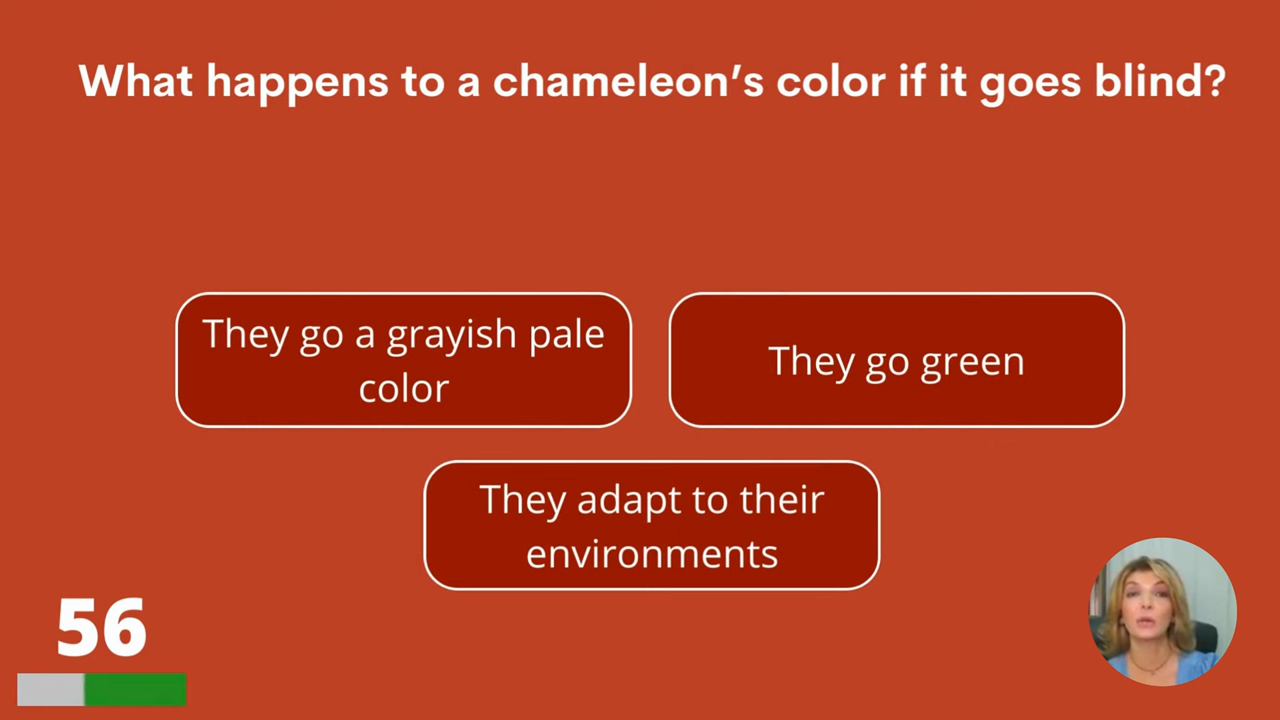 What happens to a chameleon’s color if it goes blind?
They go a grayish pale
color
They go green
They adapt to their
environments
56